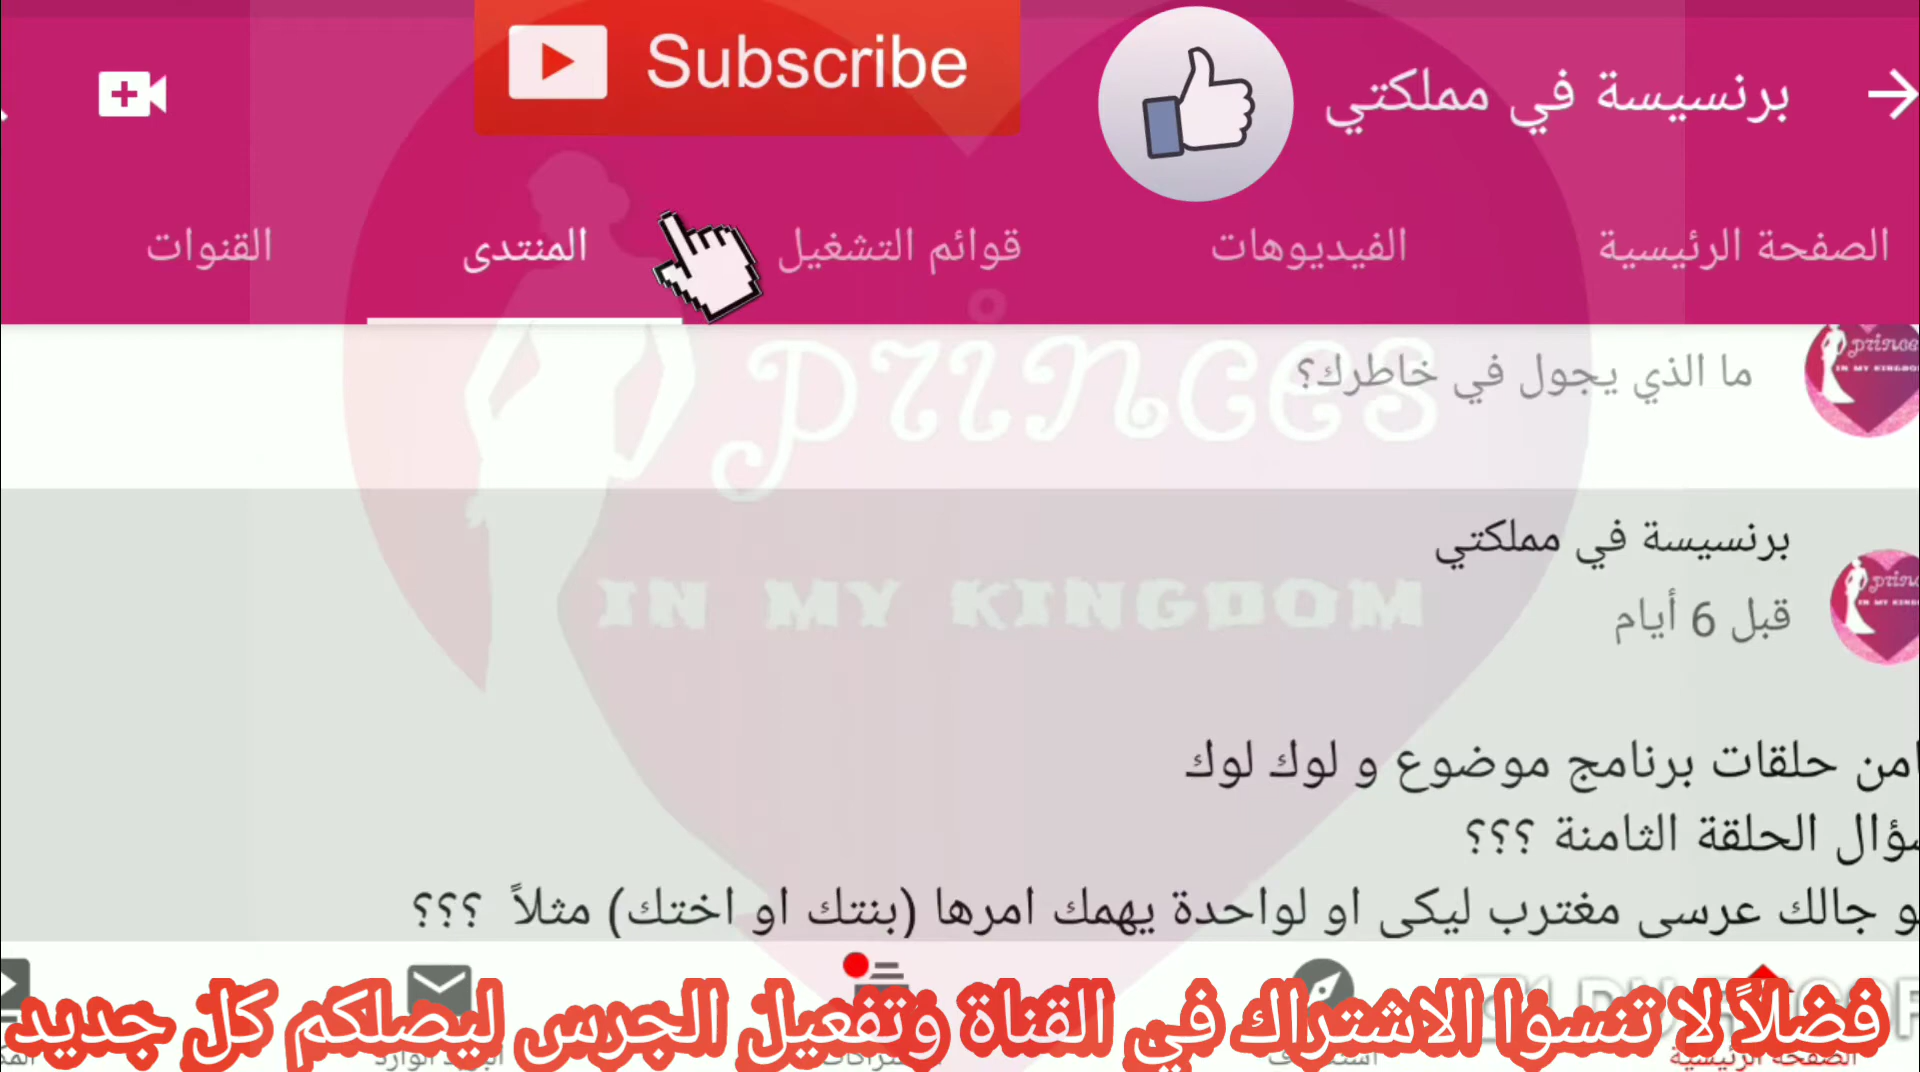 Subscribe
برنسيسة في مملكتي
الصفحة الرئيسية
الفيديوهات
قوائم التشغيل
المنتدى
القنوات
ما الذي يجول في خاطرك؟
princes
IN MY KINGDOM
برنسيسة في مملكتي
قبل 6 أيام
من حلقات برنامج موضوع و لوك لوك
الحلقة الثامنة ؟؟؟
جالك عرسى مغترب ليكى او لواحدة يهمك امرها (بنتك او اختك) مثلاً ؟؟؟
فضلاً لا تنسوا الاشتراك في القناة وتفعيل الجرس ليصلكم كل جديد
الصفحة الرئيسية